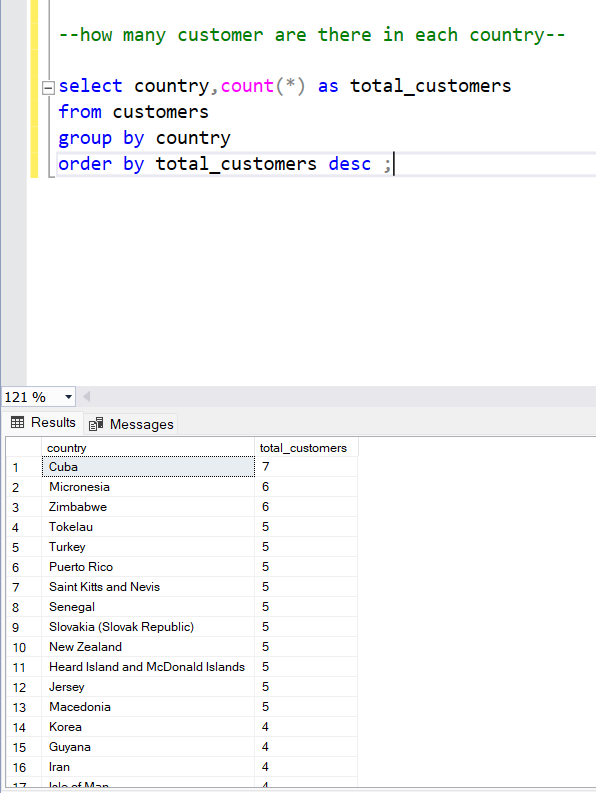 --how many customer are there in each country--
select country,count(*) as total_customers
from customers
group by country
order by total_customers desc ;
121 %
Results Messages
country total_customers
1 Cuba 7
2 Micronesia 6
3 Zimbabwe 6
4 Tokelau 5
5 Turkey 5
6 Puerto Rico 5
7 Saint Kitts and Nevis 5
8 Senegal 5
9 Slovakia (Slovak Republic) 5
10 New Zealand 5
11 Heard Island and McDonald Islands 5
12 Jersey 5
13 Macedonia 5
14 Korea 4
15 Guyana 4
16 Iran 4
17 Isle of Man 4